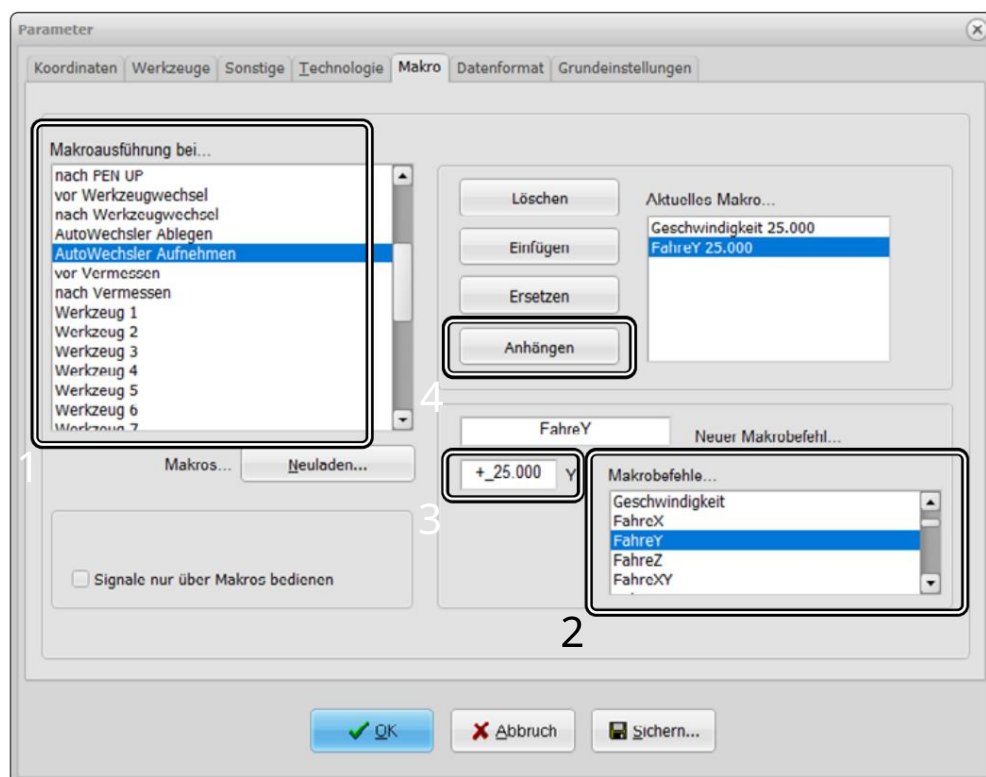 Parameter
Koordinaten Werkzeuge Sonstige Technologie Makro Datenformat Grundeinstellungen
Makroausführung bei...
nach PEN UP
vor Werkzeugwechsel
nach Werkzeugwechsel
AutoWechsler Ablegen
AutoWechsler Aufnehmen
vor Vermessen
nach Vermessen
Werkzeug 1
Werkzeug 2
Werkzeug 3
Werkzeug 4
Werkzeug 5
Werkzeug 6
Werkzeug 7
1
Makros... Neuladen...
Signale nur über Makros bedienen
Löschen
Einfügen
Ersetzen
Anhängen
4
Aktuelles Makro...
Geschwindigkeit 25.000
FahreY 25.000
FahreY
Neuer Makrobefehl...
+_25.000 Y
3
Makrobefehle...
Geschwindigkeit
FahreX
FahreY
FahreZ
FahreXY
2
OK Abbruch Sichern...